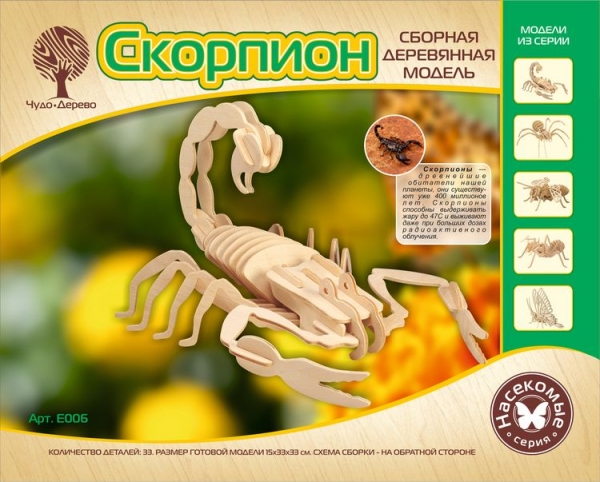 Чудо-Дерево
Скорпион
СБОРНАЯ
ДЕРЕВЯННАЯ
МОДЕЛЬ
МОДЕЛИ
ИЗ СЕРИИ
Скорпионы —
древнейшие
обитатели нашей
планеты, они существу-
ют уже 400 миллионов
лет. Скорпионы
способны выдерживать
жару до 47С и выживают
даже при больших дозах
радиоактивного
облучения.
Арт. Е006
Насекомые
серия
КОЛИЧЕСТВО ДЕТАЛЕЙ: 33. РАЗМЕР ГОТОВОЙ МОДЕЛИ 15х33х33 см. СХЕМА СБОРКИ - НА ОБРАТНОЙ СТОРОНЕ